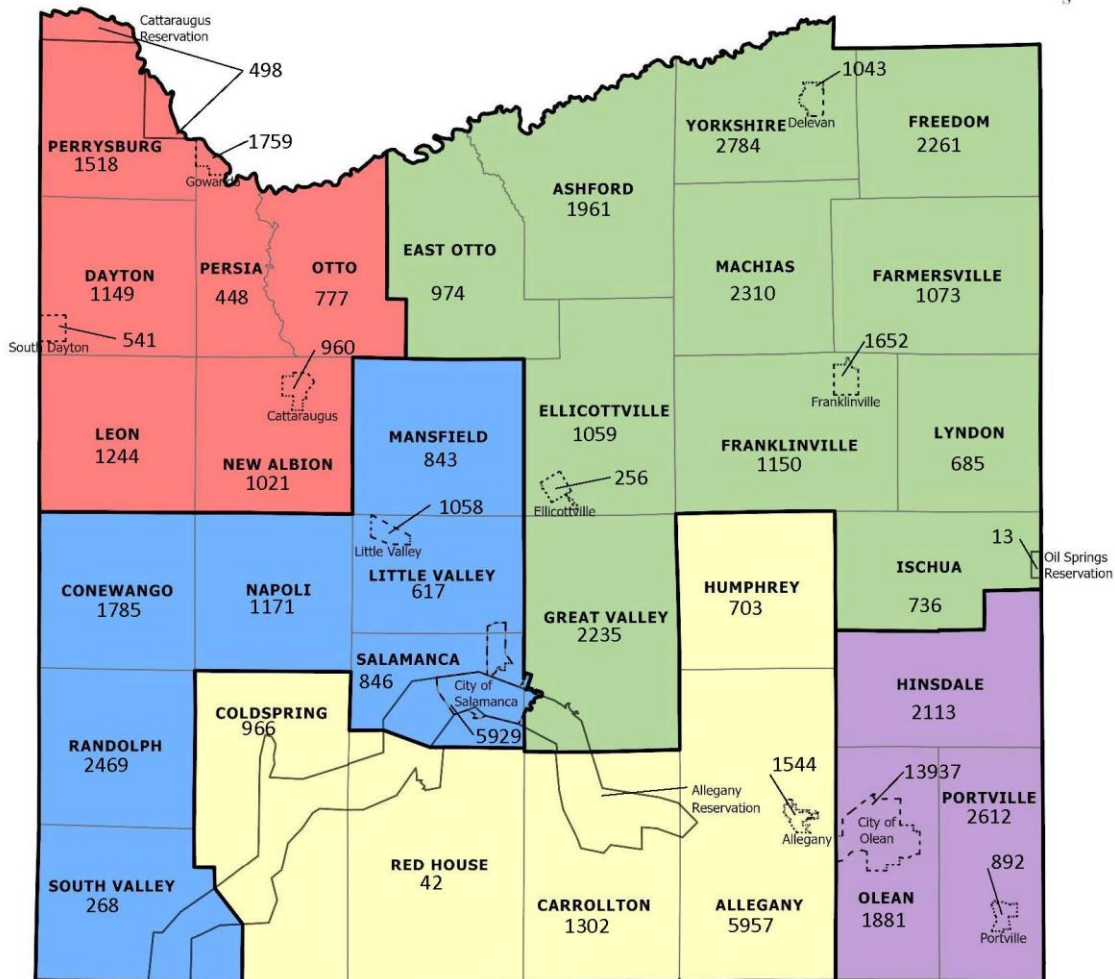 Cattaraugus
Reservation
498
1759
PERRYSBURG
1518
Gowanda
DAYTON
1149
PERSIA
448
OTTO
777
541
South Dayton
960
Cattaraugus
LEON
1244
NEW ALBION
1021
1043
YORKSHIRE
2784
Delevan
FREEDOM
2261
ASHFORD
1961
EAST OTTO
974
MACHIAS
2310
FARMERSVILLE
1073
1652
Franklinville
ELLICOTTVILLE
1059
256
Ellicottville
FRANKLINVILLE
1150
LYNDON
685
MANSFIELD
843
1058
Little Valley
LITTLE VALLEY
617
CONEWANGO
1785
NAPOLI
1171
GREAT VALLEY
2235
HUMPHREY
703
13
Oil Springs
Reservation
ISCHUA
736
SALAMANCA
846
City of
Salamanca
5929
COLDSPRING
966
RANDOLPH
2469
HINSDALE
2113
Allegany
Reservation
1544
Allegany
13937
City of
Olean
PORTVILLE
2612
892
Portville
SOUTH VALLEY
268
RED HOUSE
42
CARROLLTON
1302
ALLEGANY
5957
OLEAN
1881